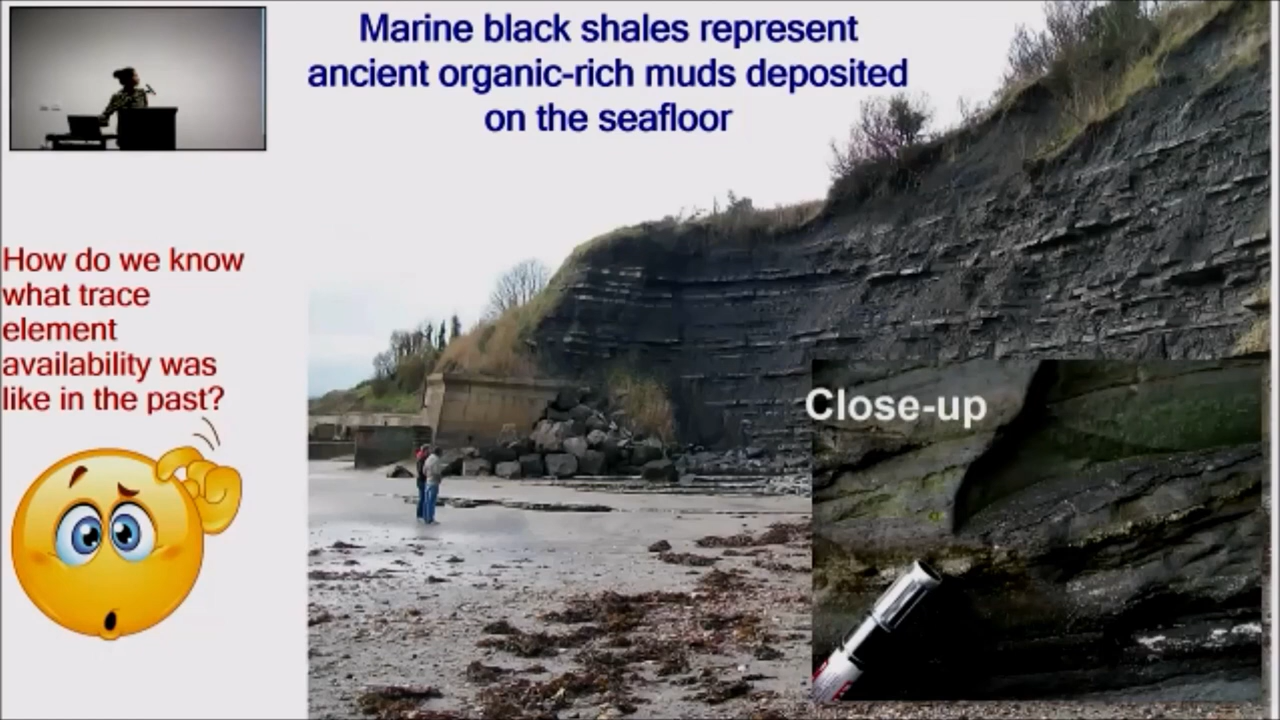 Marine black shales represent
ancient organic-rich muds deposited
on the seafloor
How do we know
what trace
element
availability was
like in the past?
Close-up